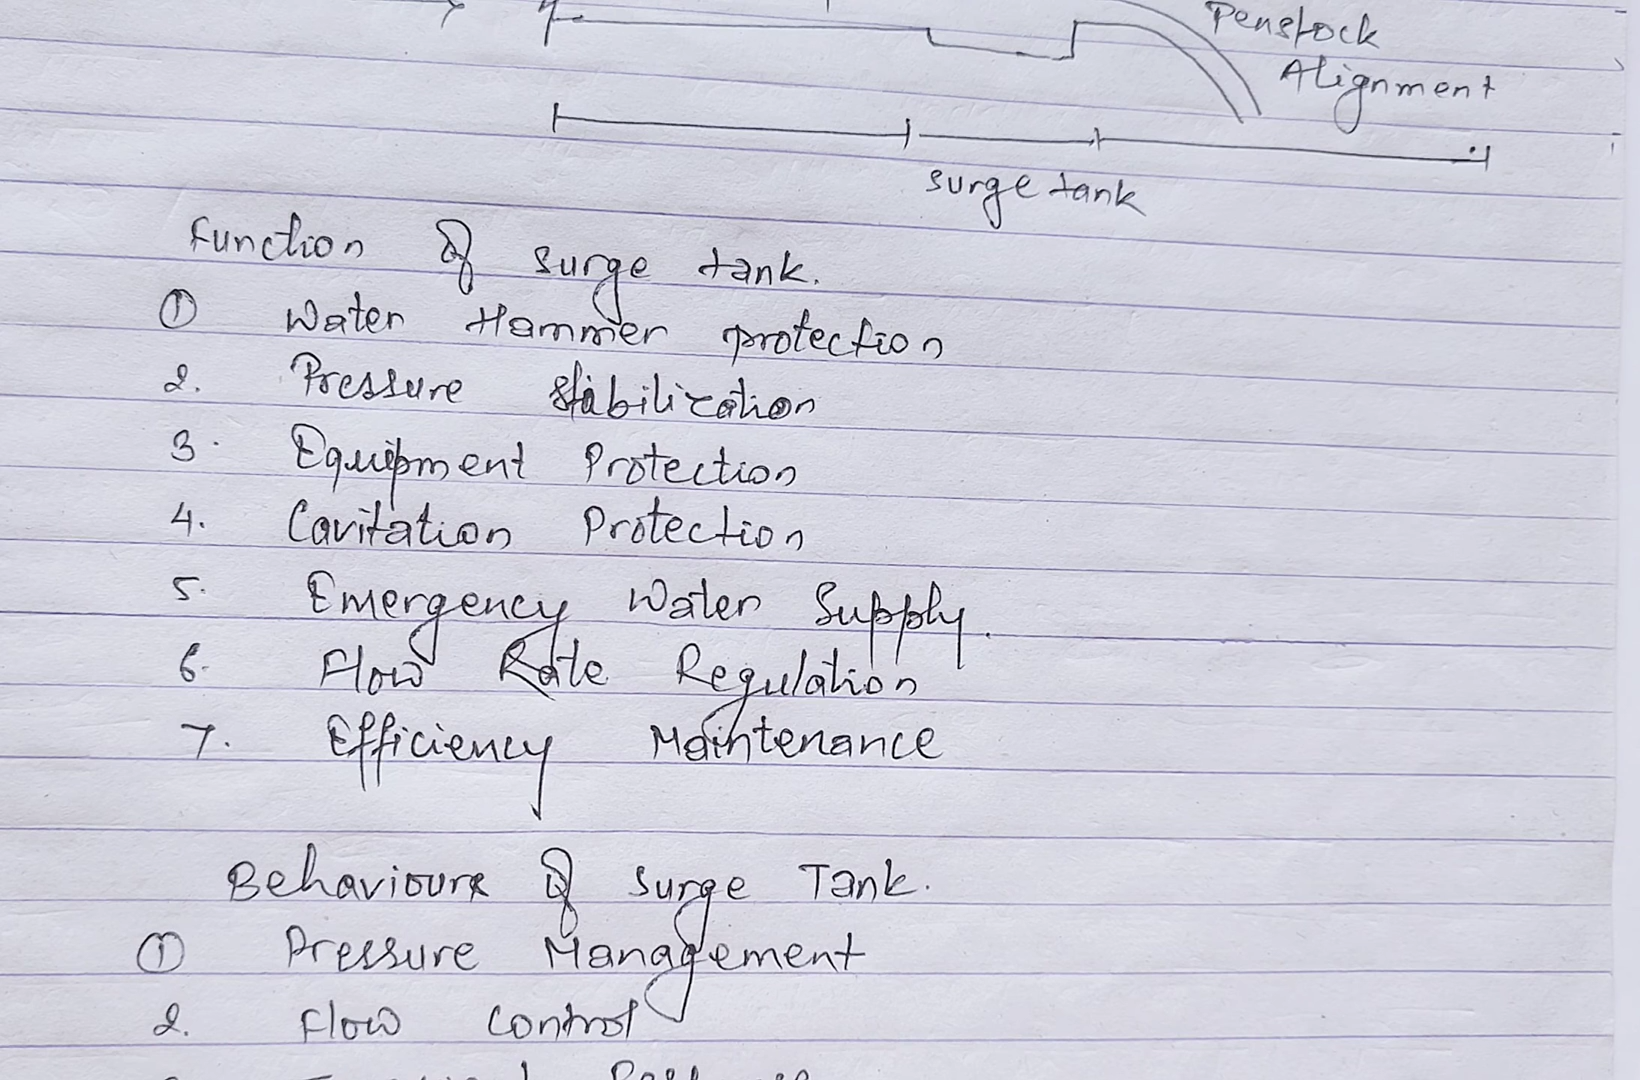 Penstock
Alignment
surge tank
Function of surge tank.
① Water Hammer protection
2. Pressure Stabilization
3. Equipment Protection
4. Cavitation Protection
5. Emergency Water Supply.
6. Flow Rate Regulation
7. Efficiency Maintenance
Behaviours of surge Tank.
① Pressure Management
2. Flow Control